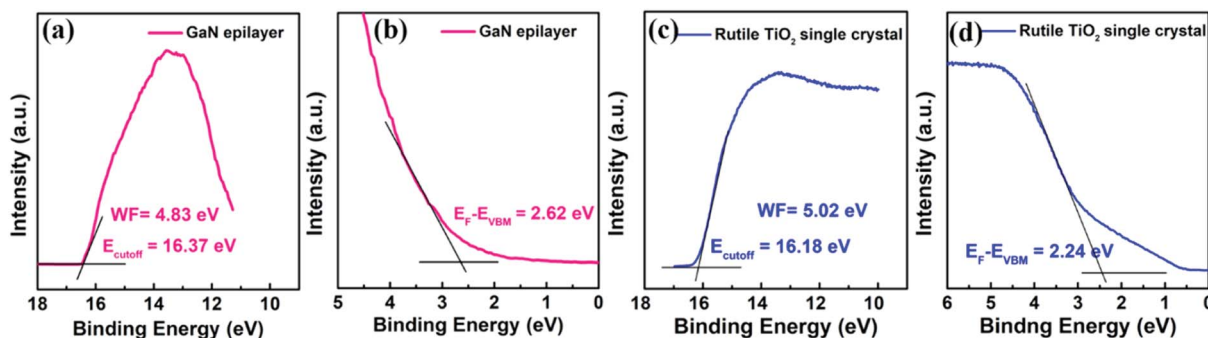 (a)
GaN epilayer
WF= 4.83 eV
E_cutoff = 16.37 eV
Intensity (a.u.)
18 16 14 12 10
Binding Energy (eV)
(b)
GaN epilayer
E_F-E_VBM = 2.62 eV
Intensity (a.u.)
5 4 3 2 1 0
Binding Energy (eV)
(c)
Rutile TiO₂ single crystal
WF= 5.02 eV
E_cutoff = 16.18 eV
Intensity (a.u.)
18 16 14 12 10
Binding Energy (eV)
(d)
Rutile TiO₂ single crystal
E_F-E_VBM = 2.24 eV
Intensity (a.u.)
6 5 4 3 2 1 0
Bindng Energy (eV)